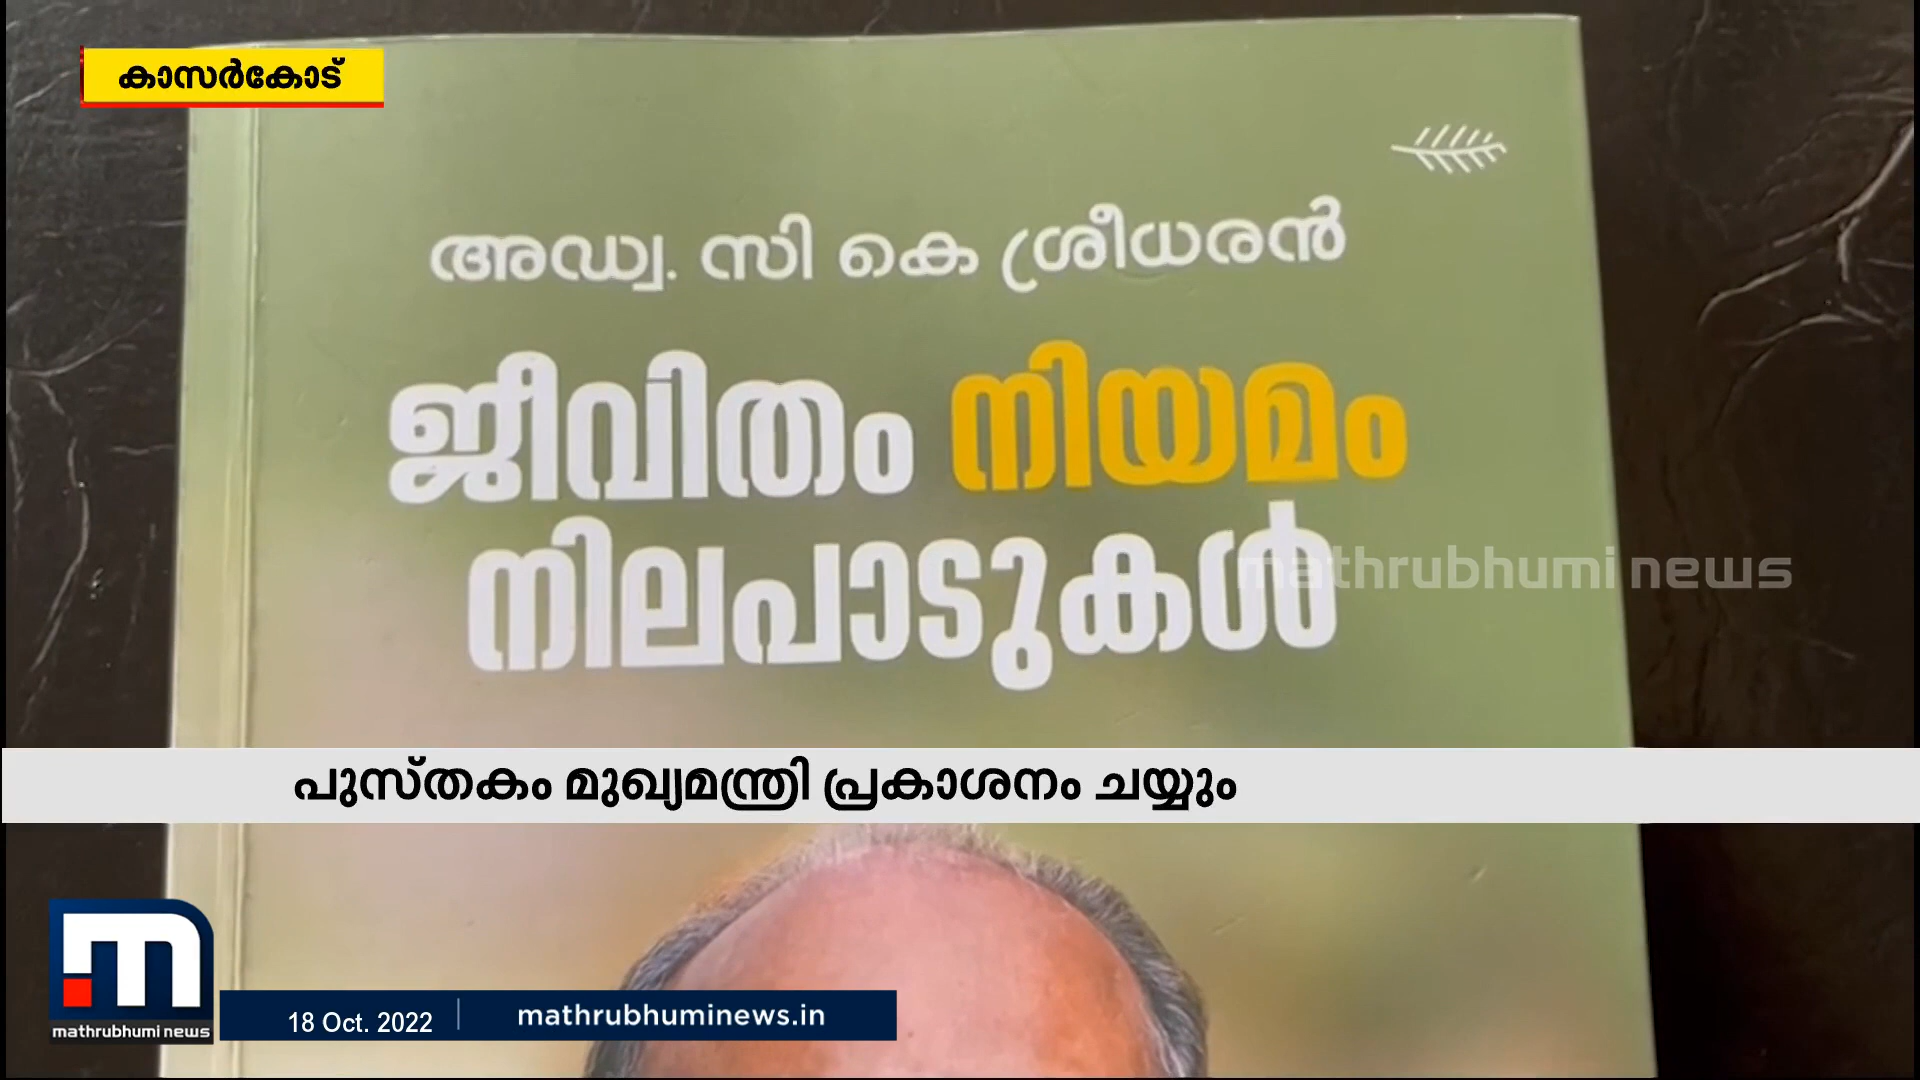 കാസർകോട്
അഡ്വ. സി കെ ശ്രീധരൻ
ജീവിതം നിയമം
നിലപാടുകൾ
mathrubhumi news
പുസ്തകം മുഖ്യമന്ത്രി പ്രകാശനം ചയ്യും
mathrubhumi news
18 Oct. 2022 | mathrubhuminews.in